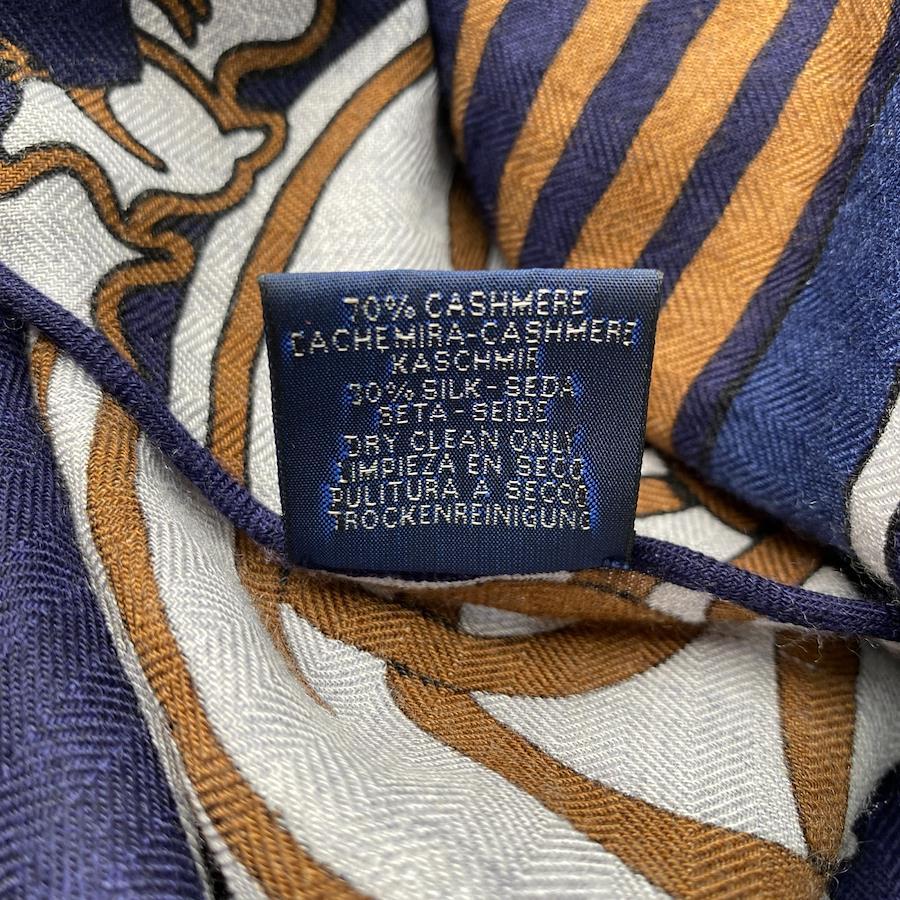 70% CASHMERE
CACHEMIRA-CASHMERE
KASCHMIR
30% SILK-SEDA
SETA-SEIDE
DRY CLEAN ONLY
LIMPIEZA EN SECO
PULITURA A SECCO
TROCKENREINIGUNG